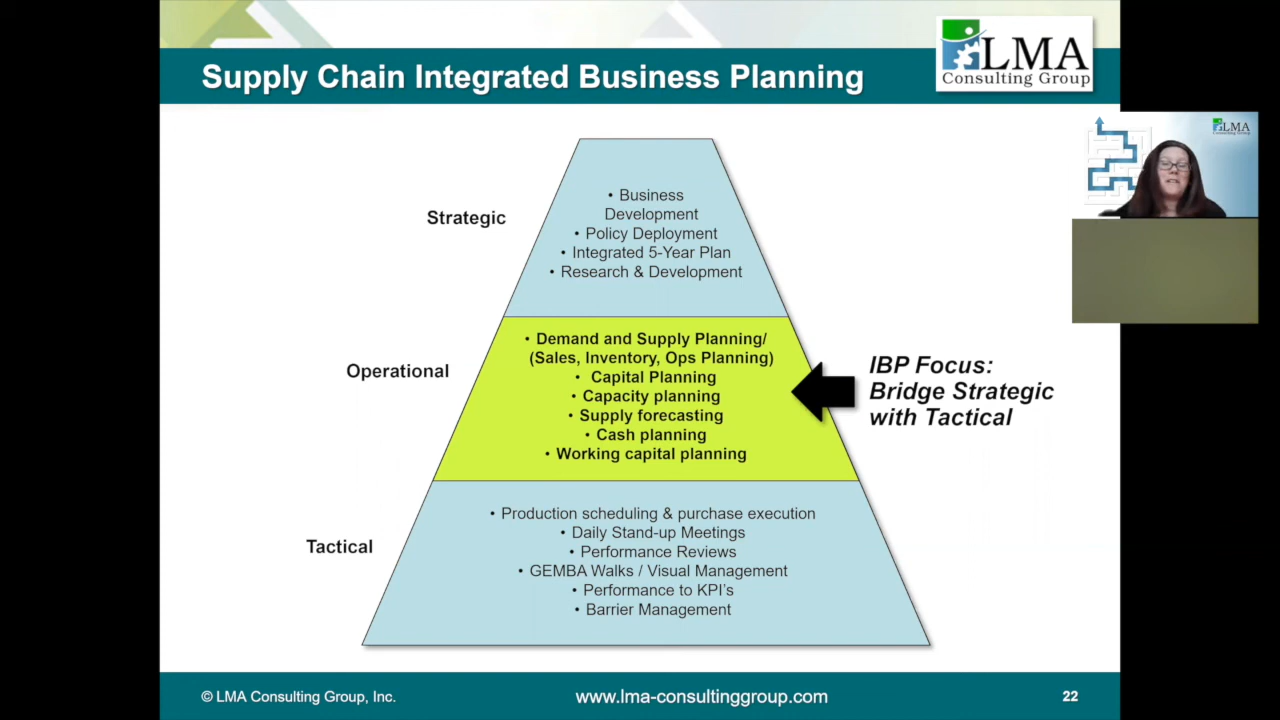 Supply Chain Integrated Business Planning
LMA
Consulting Group
LMA
Consulting Group
Strategic
• Business
Development
• Policy Deployment
• Integrated 5-Year Plan
• Research & Development
Operational
• Demand and Supply Planning/
(Sales, Inventory, Ops Planning)
• Capital Planning
• Capacity planning
• Supply forecasting
• Cash planning
• Working capital planning
IBP Focus:
Bridge Strategic
with Tactical
Tactical
• Production scheduling & purchase execution
• Daily Stand-up Meetings
• Performance Reviews
• GEMBA Walks / Visual Management
• Performance to KPI's
• Barrier Management
© LMA Consulting Group, Inc.
www.lma-consultinggroup.com
22